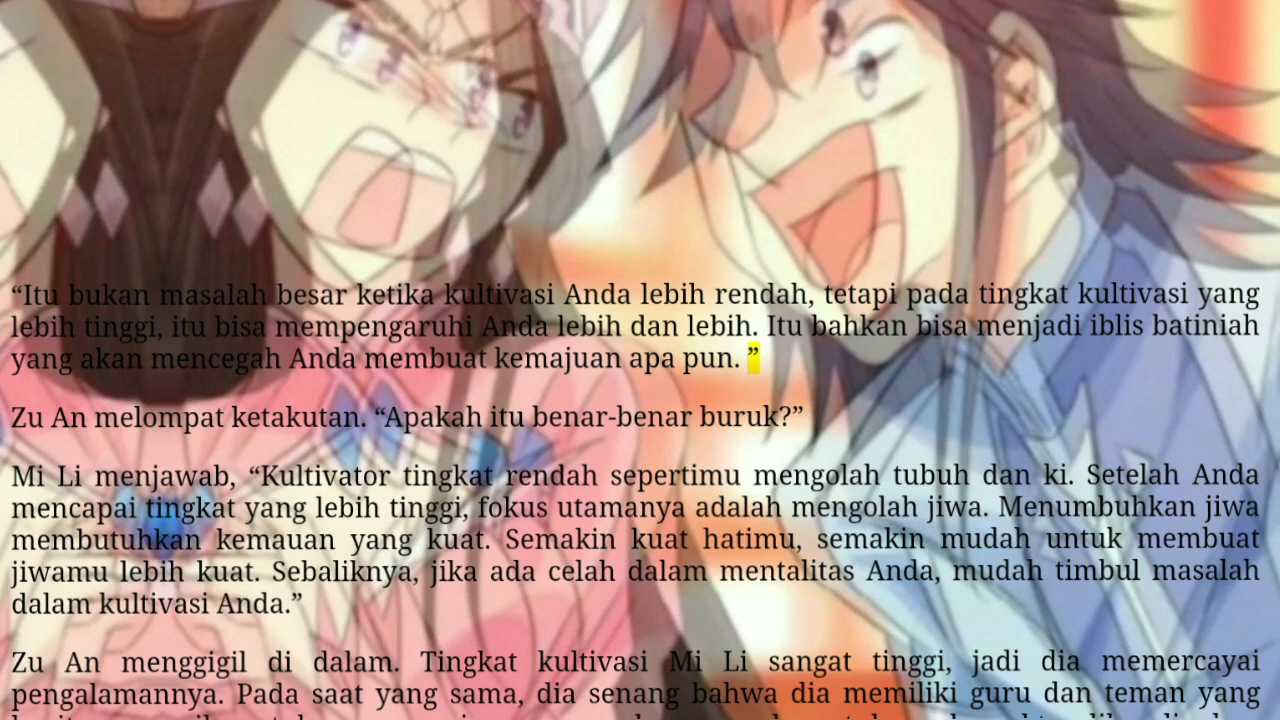 “Itu bukan masalah besar ketika kultivasi Anda lebih rendah, tetapi pada tingkat kultivasi yang
lebih tinggi, itu bisa mempengaruhi Anda lebih dan lebih. Itu bahkan bisa menjadi iblis batiniah
yang akan mencegah Anda membuat kemajuan apa pun. ”
Zu An melompat ketakutan. “Apakah itu benar-benar buruk?”
Mi Li menjawab, “Kultivator tingkat rendah sepertimu mengolah tubuh dan ki. Setelah Anda
mencapai tingkat yang lebih tinggi, fokus utamanya adalah mengolah jiwa. Menumbuhkan jiwa
membutuhkan kemauan yang kuat. Semakin kuat hatimu, semakin mudah untuk membuat
jiwamu lebih kuat. Sebaliknya, jika ada celah dalam mentalitas Anda, mudah timbul masalah
dalam kultivasi Anda.”
Zu An menggigil di dalam. Tingkat kultivasi Mi Li sangat tinggi, jadi dia memercayai
pengalamannya. Pada saat yang sama, dia senang bahwa dia memiliki guru dan teman yang